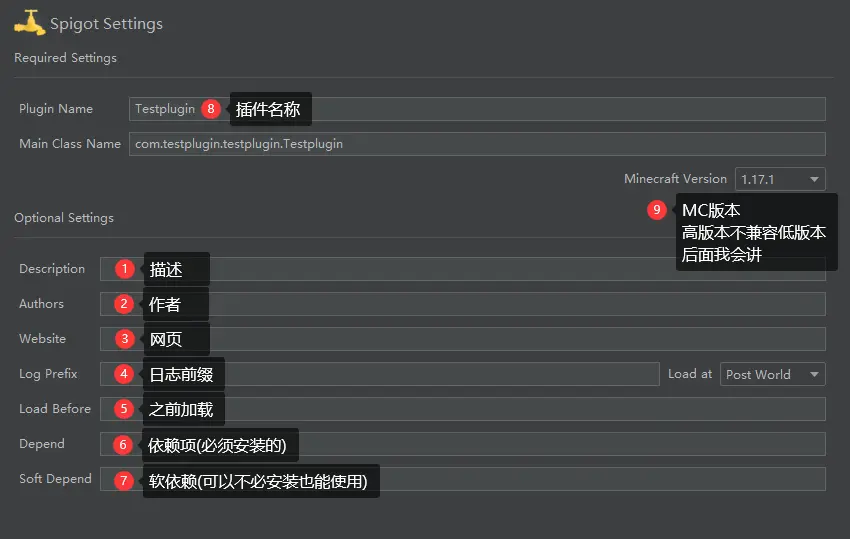 Spigot Settings
Required Settings
Plugin Name Testplugin 8 插件名称
Main Class Name com.testplugin.testplugin.Testplugin
Minecraft Version 1.17.1
9 MC版本
高版本不兼容低版本
后面我会讲
Optional Settings
Description 1 描述
Authors 2 作者
Website 3 网页
Log Prefix 4 日志前缀 Load at Post World
Load Before 5 之前加载
Depend 6 依赖项(必须安装的)
Soft Depend 7 软依赖(可以不必安装也能使用)